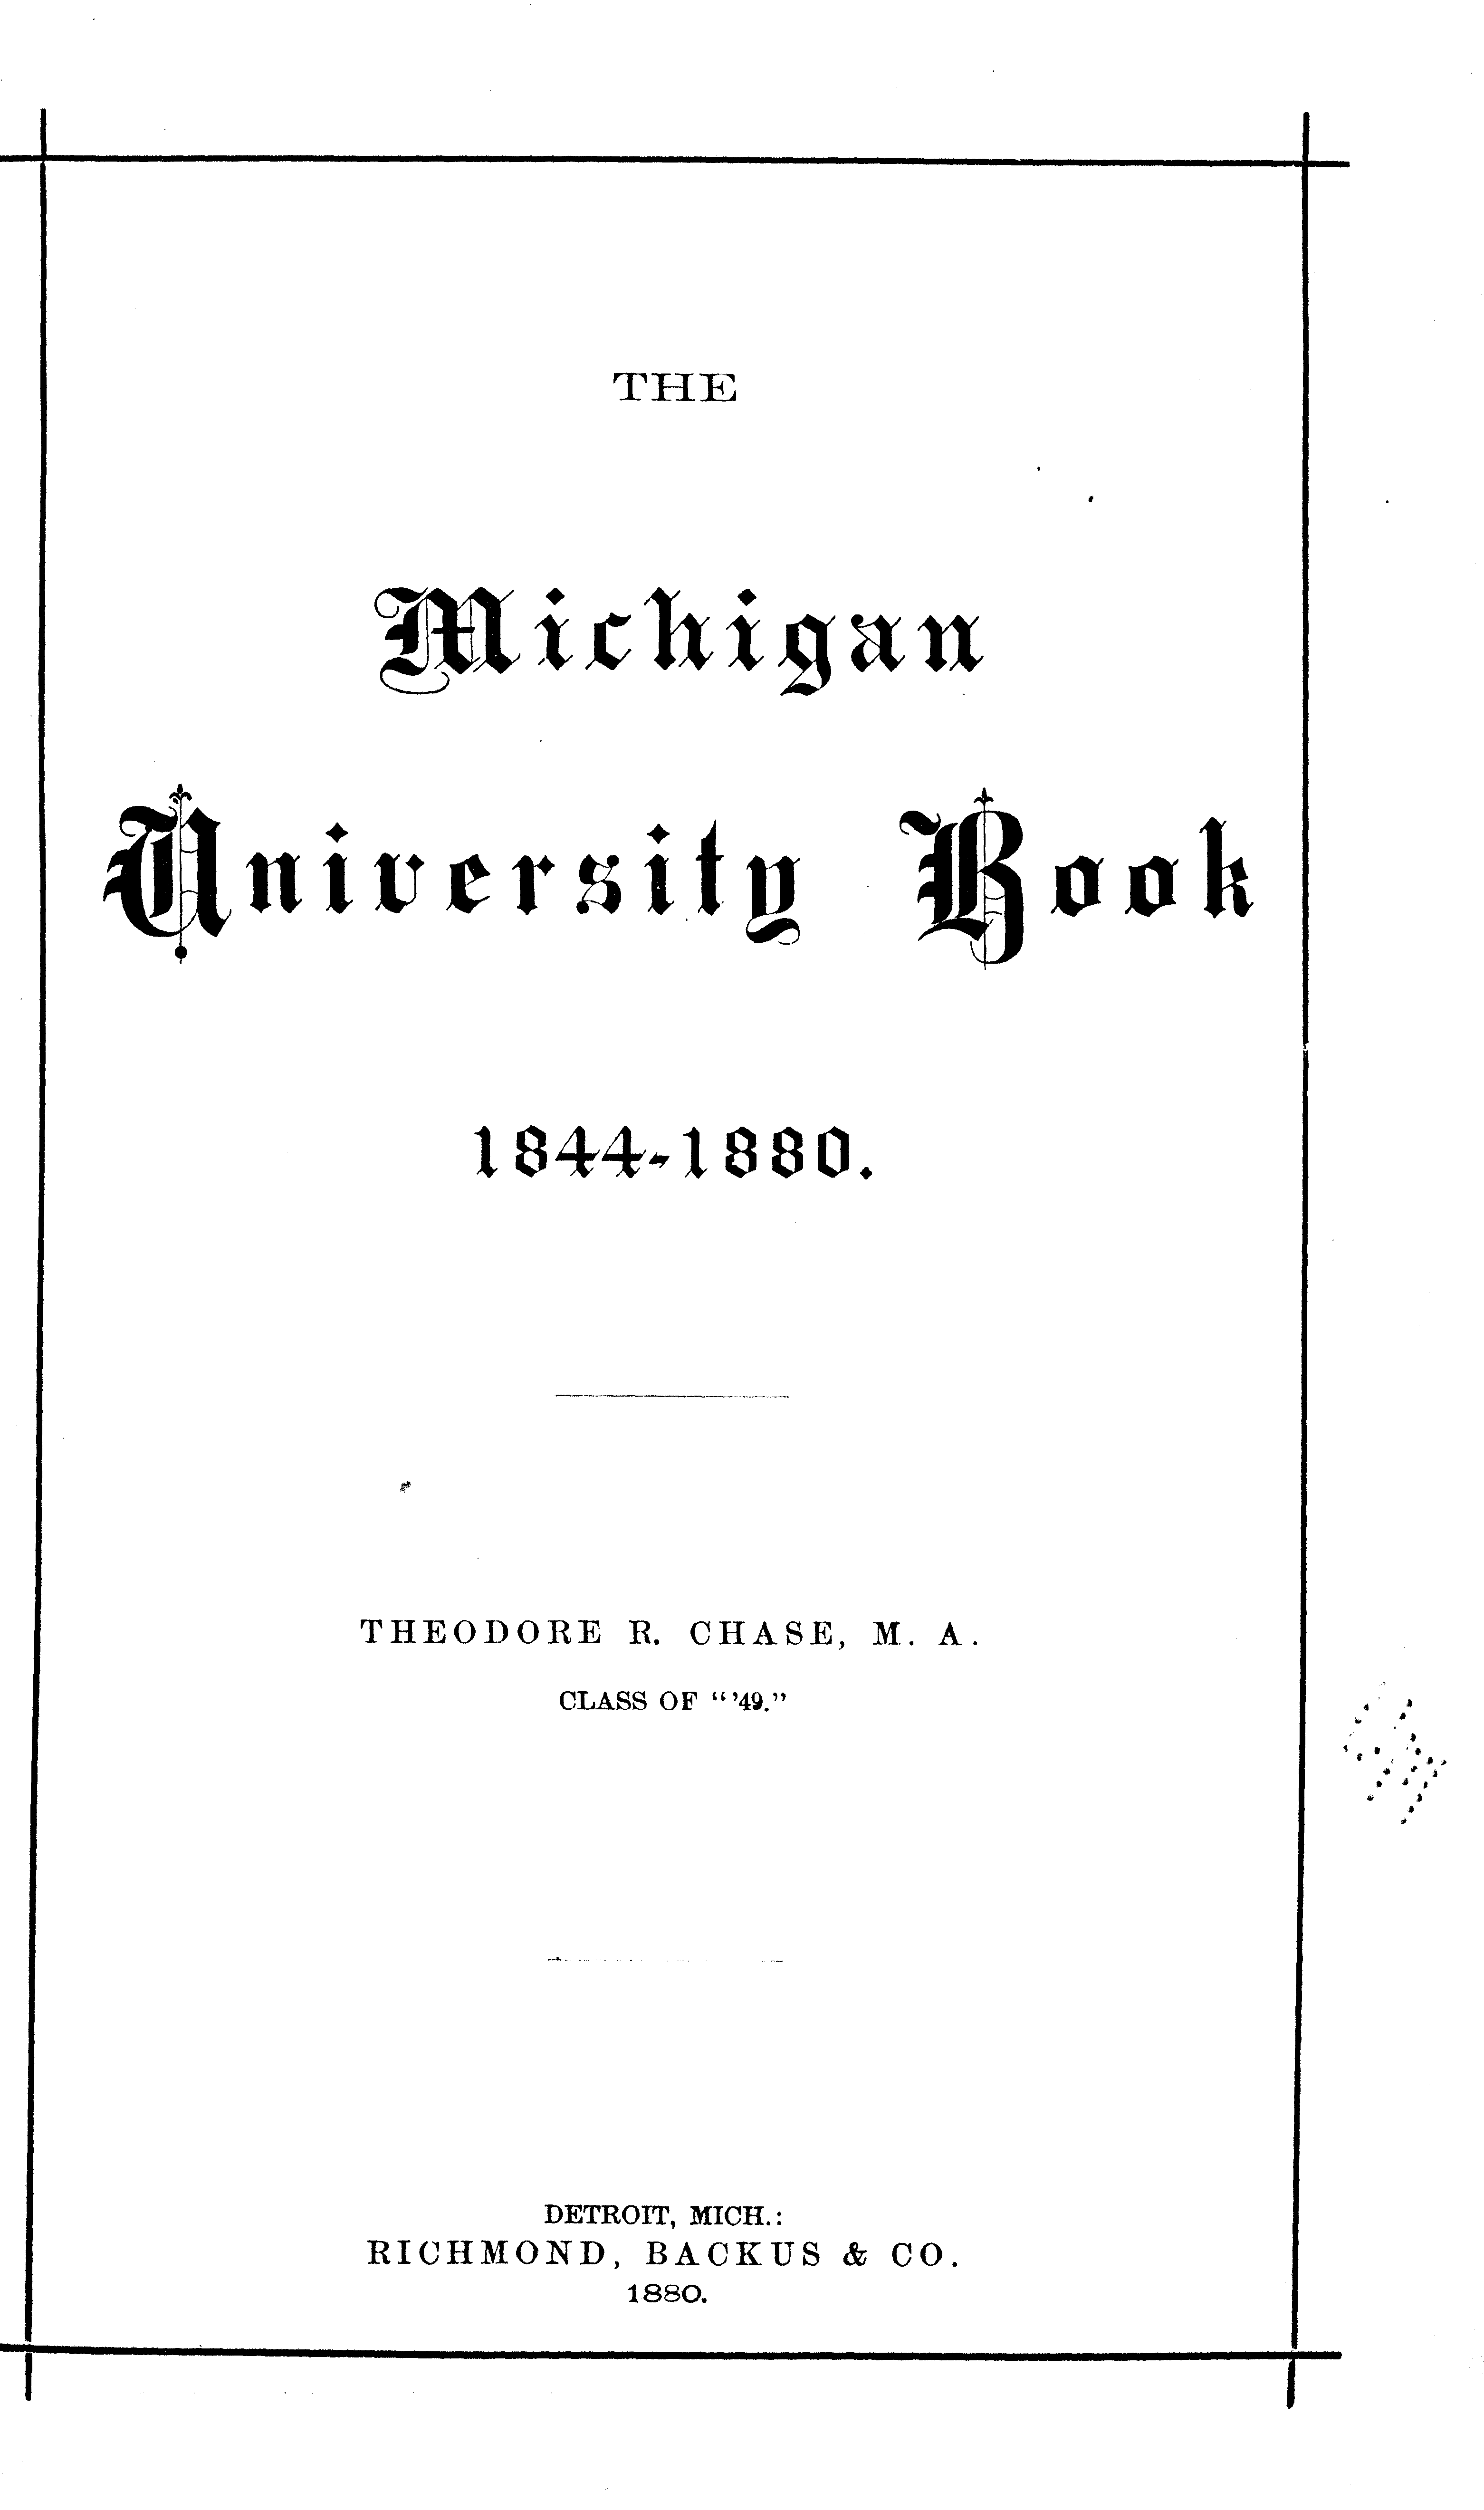 THE
Michigan
University Book
1844-1880.
THEODORE R. CHASE, M. A.
CLASS OF "'49."
DETROIT, MICH.:
RICHMOND, BACKUS & CO.
1880.